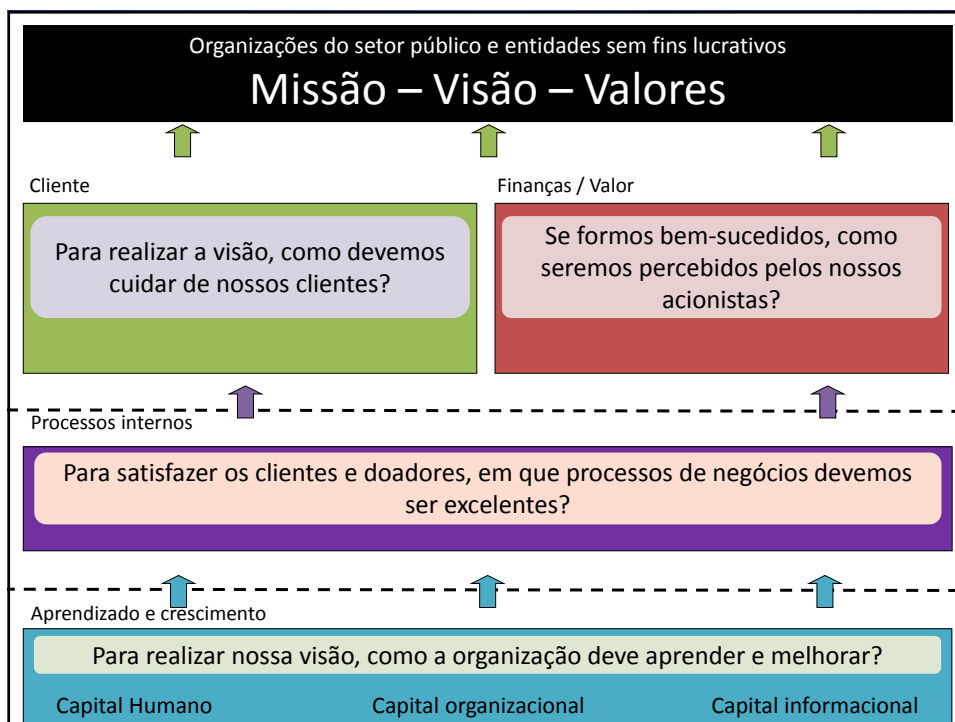 Organizações do setor público e entidades sem fins lucrativos
Missão – Visão – Valores
Cliente
Finanças / Valor
Para realizar a visão, como devemos
cuidar de nossos clientes?
Se formos bem-sucedidos, como
seremos percebidos pelos nossos
acionistas?
Processos internos
Para satisfazer os clientes e doadores, em que processos de negócios devemos
ser excelentes?
Aprendizado e crescimento
Para realizar nossa visão, como a organização deve aprender e melhorar?
Capital Humano
Capital organizacional
Capital informacional